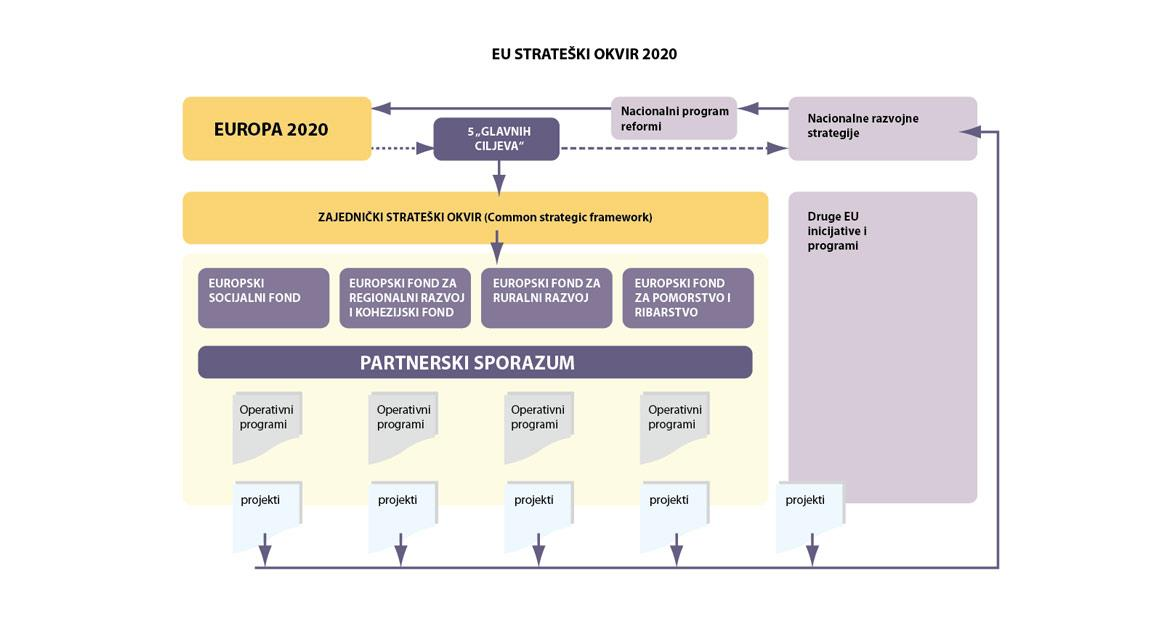 EU STRATEŠKI OKVIR 2020
EUROPA 2020
5 „GLAVNIH
CILJEVA“
Nacionalni program
reformi
Nacionalne razvojne
strategije
ZAJEDNIČKI STRATEŠKI OKVIR (Common strategic framework)
Druge EU
inicijative i
programi
EUROPSKI
SOCIJALNI FOND
EUROPSKI FOND ZA
REGIONALNI RAZVOJ
I KOHEZIJSKI FOND
EUROPSKI FOND ZA
RURALNI RAZVOJ
EUROPSKI FOND
ZA POMORSTVO I
RIBARSTVO
PARTNERSKI SPORAZUM
Operativni
programi
Operativni
programi
Operativni
programi
Operativni
programi
projekti
projekti
projekti
projekti
projekti